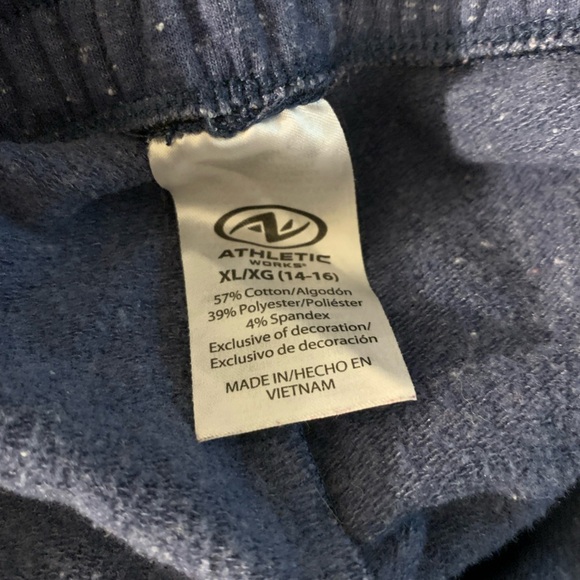 ATHLETIC
WORKS®
XL/XG (14-16)
57% Cotton/Algodón
39% Polyester/Poliéster
4% Spandex
Exclusive of decoration/
Exclusivo de decoración
MADE IN/HECHO EN
VIETNAM